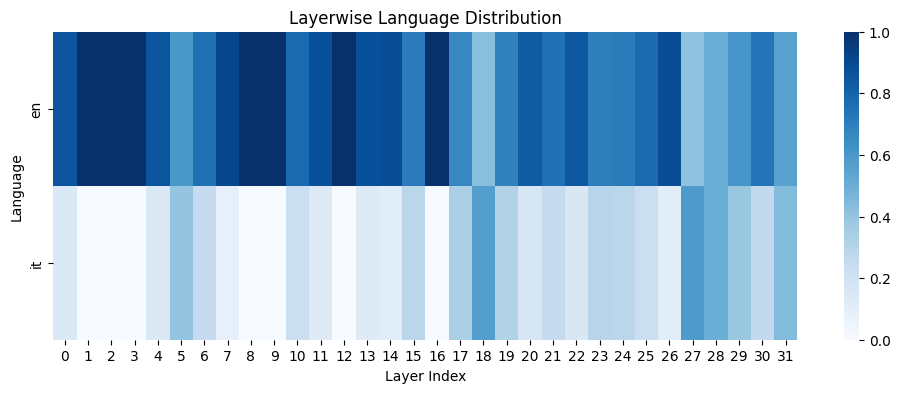 Layerwise Language Distribution
Language
en
it
0 1 2 3 4 5 6 7 8 9 10 11 12 13 14 15 16 17 18 19 20 21 22 23 24 25 26 27 28 29 30 31
Layer Index
1.0
0.8
0.6
0.4
0.2
0.0